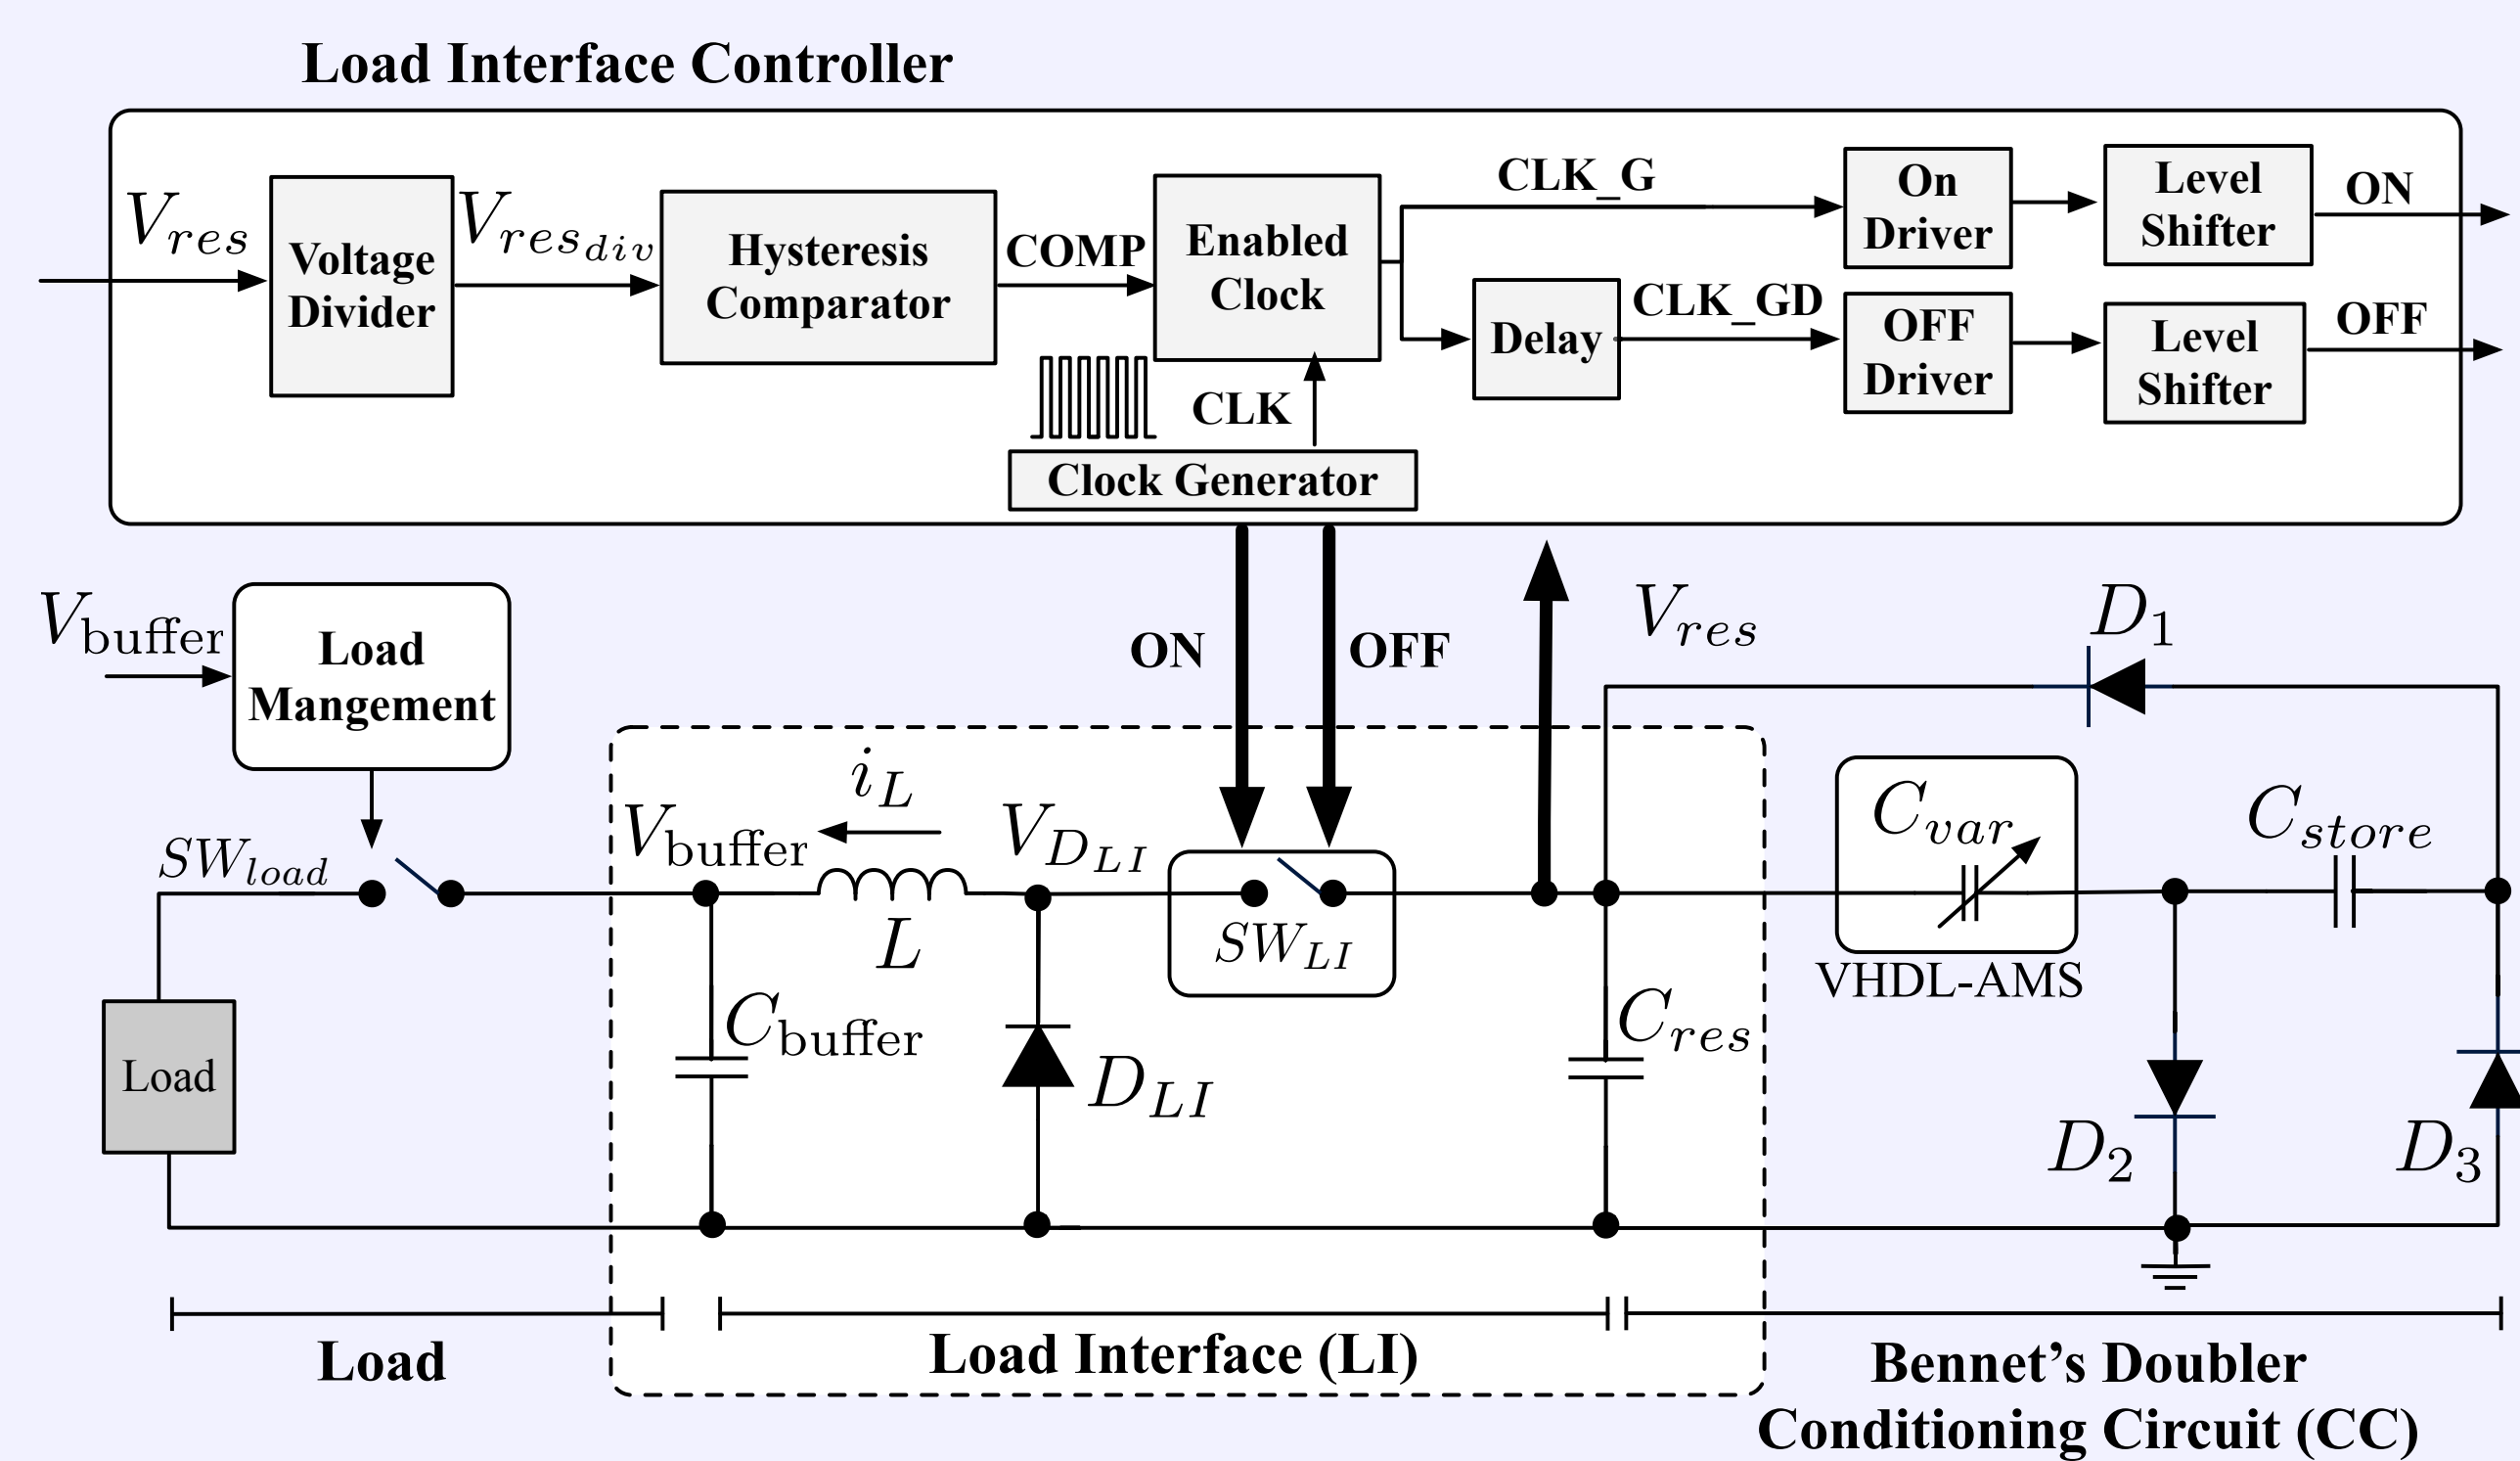 Load Interface Controller
V_res
Voltage
Divider
V_res_div
Hysteresis
Comparator
COMP
Enabled
Clock
CLK_G
On
Driver
Level
Shifter
ON
Delay
CLK_GD
OFF
Driver
Level
Shifter
OFF
CLK
Clock Generator
V_buffer
Load
Mangement
ON
OFF
V_res
D_1
SW_load
V_buffer
i_L
L
V_D_LI
SW_LI
C_var
VHDL-AMS
C_store
Load
C_buffer
D_LI
C_res
D_2
D_3
Load
Load Interface (LI)
Bennet’s Doubler
Conditioning Circuit (CC)